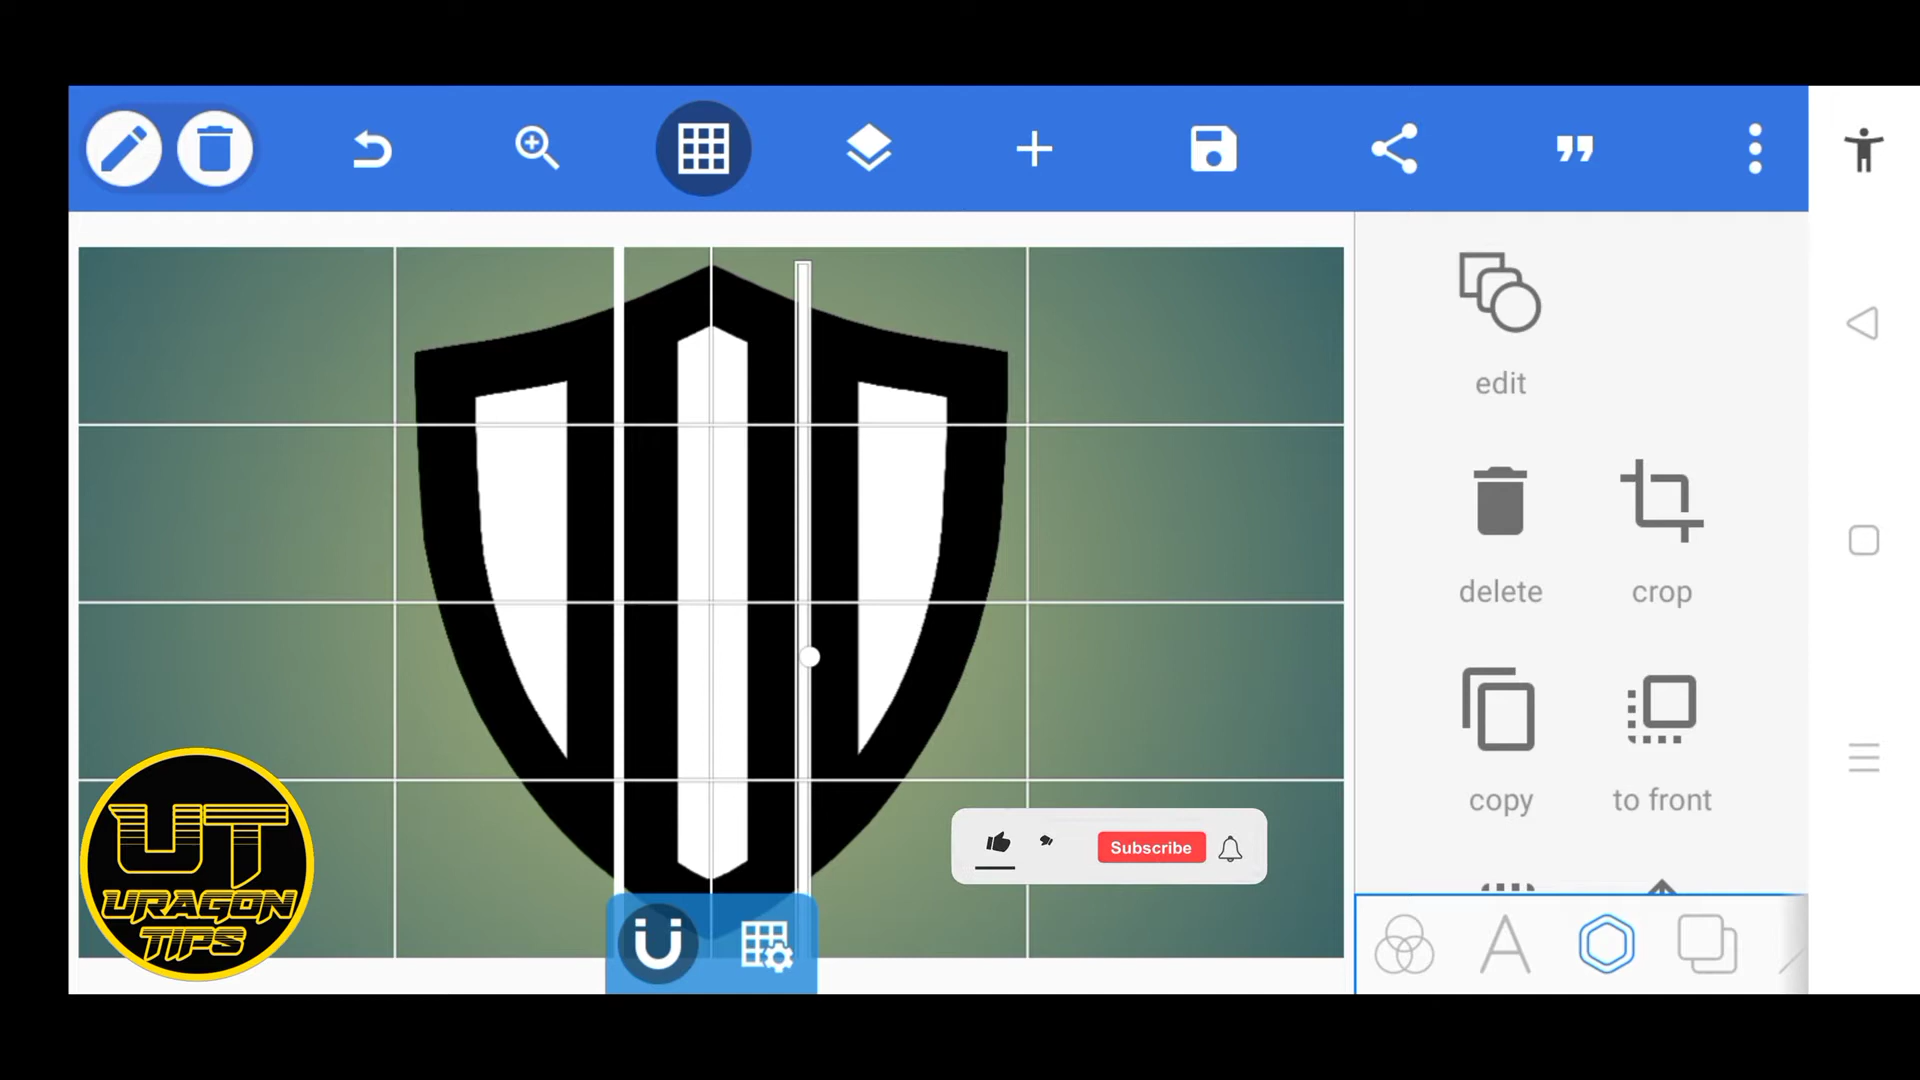 edit
delete
crop
copy
to front
Subscribe
UT
URAGON
TIPS